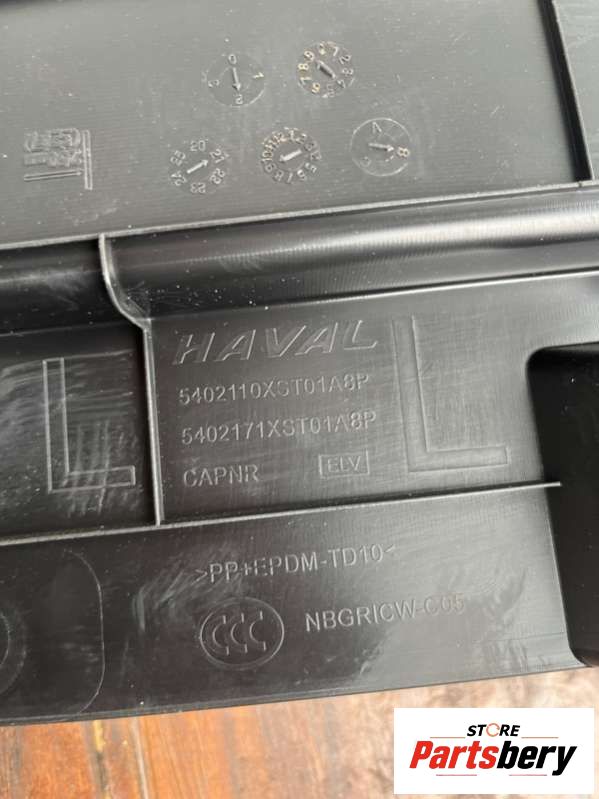 HAVAL
5402110XST01A8P
5402171XST01A8P
CAPNR ELV
L
L
>PP+EPDM-TD10<
CCC
NBGRICW-C05
STORE
Partsbery